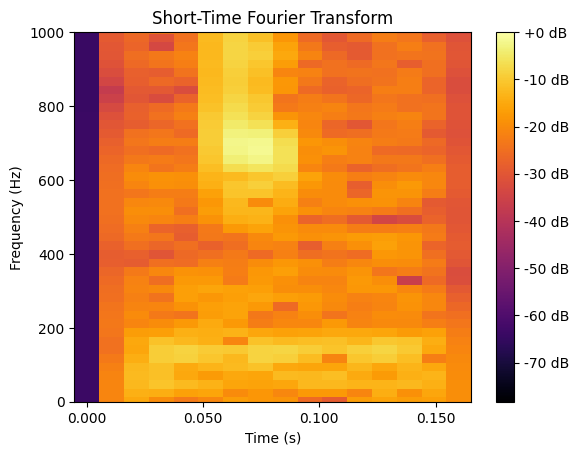 Short-Time Fourier Transform
1000
800
600
400
200
0
Frequency (Hz)
0.000
0.050
0.100
0.150
Time (s)
+0 dB
-10 dB
-20 dB
-30 dB
-40 dB
-50 dB
-60 dB
-70 dB